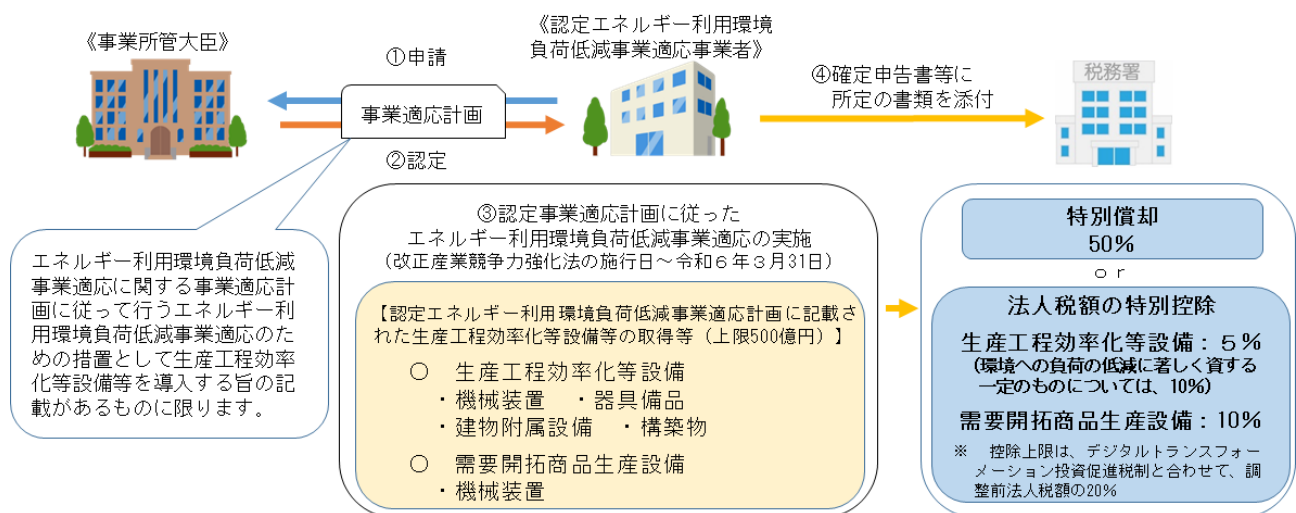 《事業所管大臣》
①申請
事業適応計画
②認定
《認定エネルギー利用環境
負荷低減事業適応事業者》
④確定申告書等に
所定の書類を添付
税務署
エネルギー利用環境負荷低減
事業適応に関する事業適応計
画に従って行うエネルギー利
用環境負荷低減事業適応のた
めの措置として生産工程効率
化等設備等を導入する旨の記
載があるものに限ります。
③認定事業適応計画に従った
エネルギー利用環境負荷低減事業適応の実施
（改正産業競争力強化法の施行日～令和６年３月31日）
【認定エネルギー利用環境負荷低減事業適応計画に記載さ
れた生産工程効率化等設備等の取得等（上限500億円）】
○　生産工程効率化等設備
・機械装置　・器具備品
・建物附属設備　・構築物
○　需要開拓商品生産設備
・機械装置
特別償却
50%
ｏｒ
法人税額の特別控除
生産工程効率化等設備：５%
（環境への負荷の低減に著しく資する
一定のものについては、10%）
需要開拓商品生産設備：10%
※　控除上限は、デジタルトランスフォー
メーション投資促進税制と合わせて、調
整前法人税額の20%